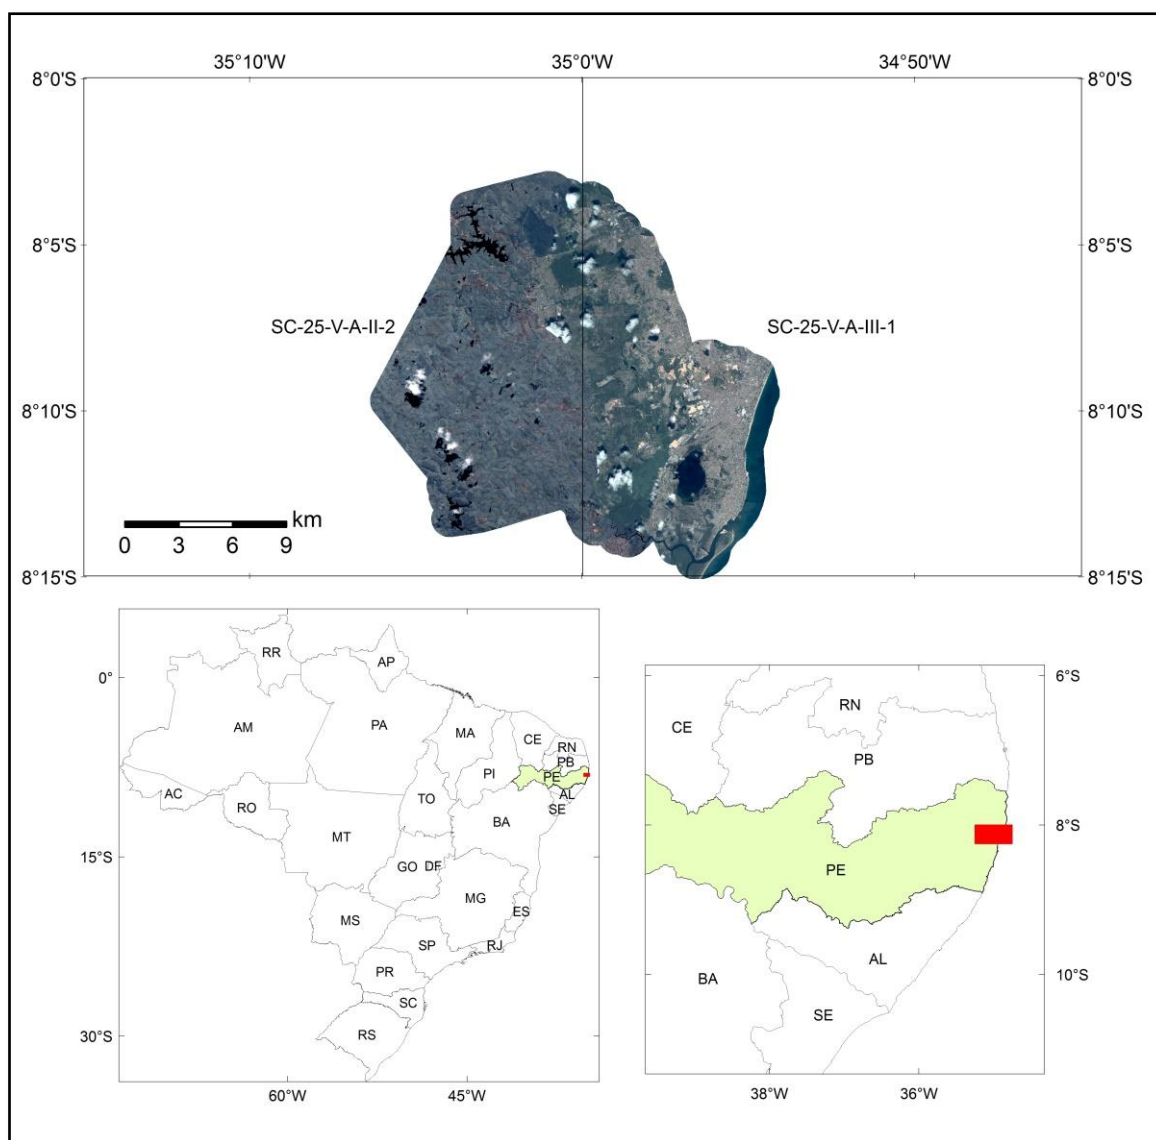 35°10'W 35°0'W 34°50'W
8°0'S 8°0'S
8°5'S 8°5'S
SC-25-V-A-II-2 SC-25-V-A-III-1
8°10'S 8°10'S
km
0 3 6 9
8°15'S 8°15'S
RR
AP
0°
AM PA MA CE RN
PB
PI PE
AC RO TO AL
SE
MT BA
15°S
GO DF
MG
MS ES
SP RJ
PR
SC
30°S RS
60°W 45°W
6°S
CE RN
PB
8°S
PE
AL
BA 10°S
SE
38°W 36°W